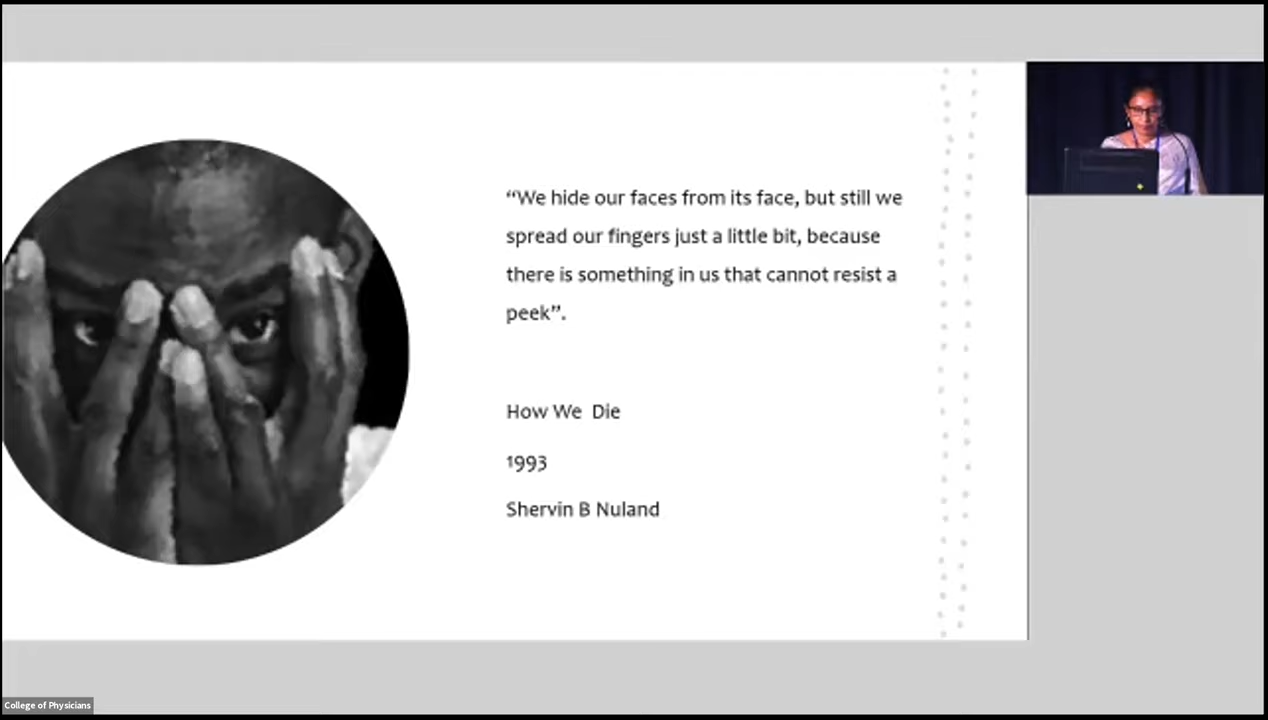 “We hide our faces from its face, but still we
spread our fingers just a little bit, because
there is something in us that cannot resist a
peek”.
How We Die
1993
Shervin B Nuland
College of Physicians